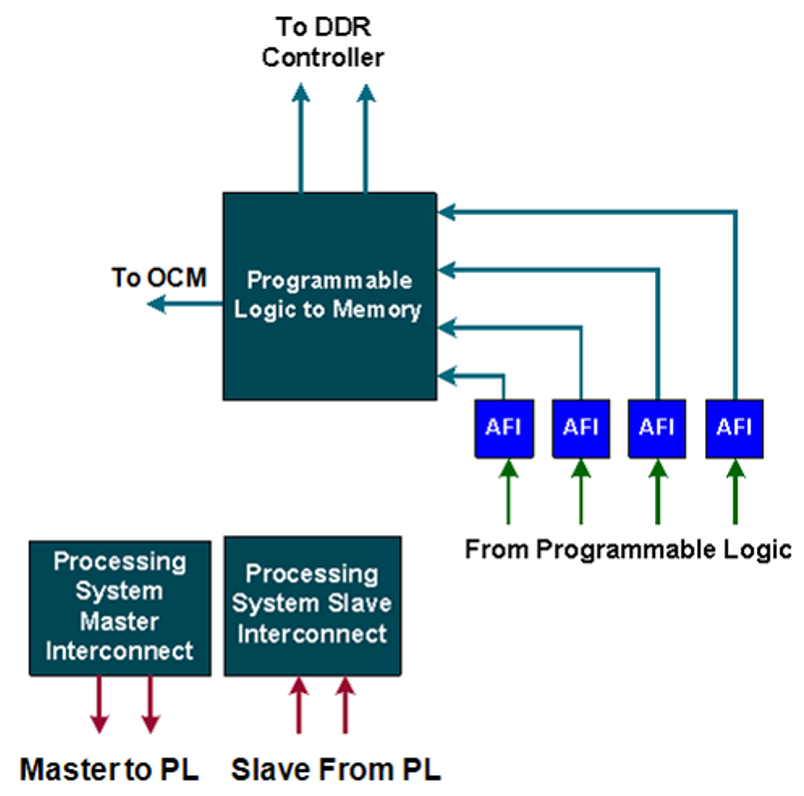 To DDR
Controller
To OCM
Programmable
Logic to Memory
AFI AFI AFI AFI
From Programmable Logic
Processing
System
Master
Interconnect
Processing
System Slave
Interconnect
Master to PL
Slave From PL